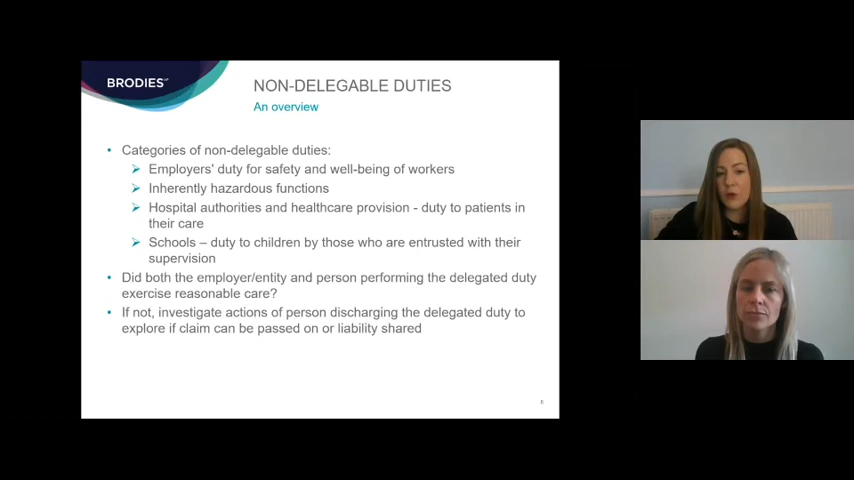 BRODIES LLP
NON-DELEGABLE DUTIES
An overview
• Categories of non-delegable duties:
➢ Employers' duty for safety and well-being of workers
➢ Inherently hazardous functions
➢ Hospital authorities and healthcare provision - duty to patients in
their care
➢ Schools – duty to children by those who are entrusted with their
supervision
• Did both the employer/entity and person performing the delegated duty
exercise reasonable care?
• If not, investigate actions of person discharging the delegated duty to
explore if claim can be passed on or liability shared